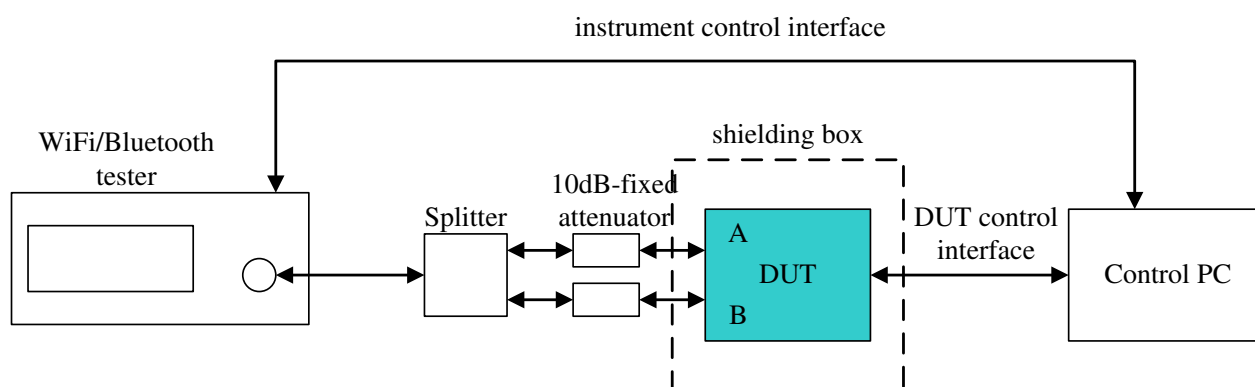 instrument control interface
WiFi/Bluetooth
tester
shielding box
10dB-fixed
attenuator
Splitter
A
DUT
B
DUT control
interface
Control PC